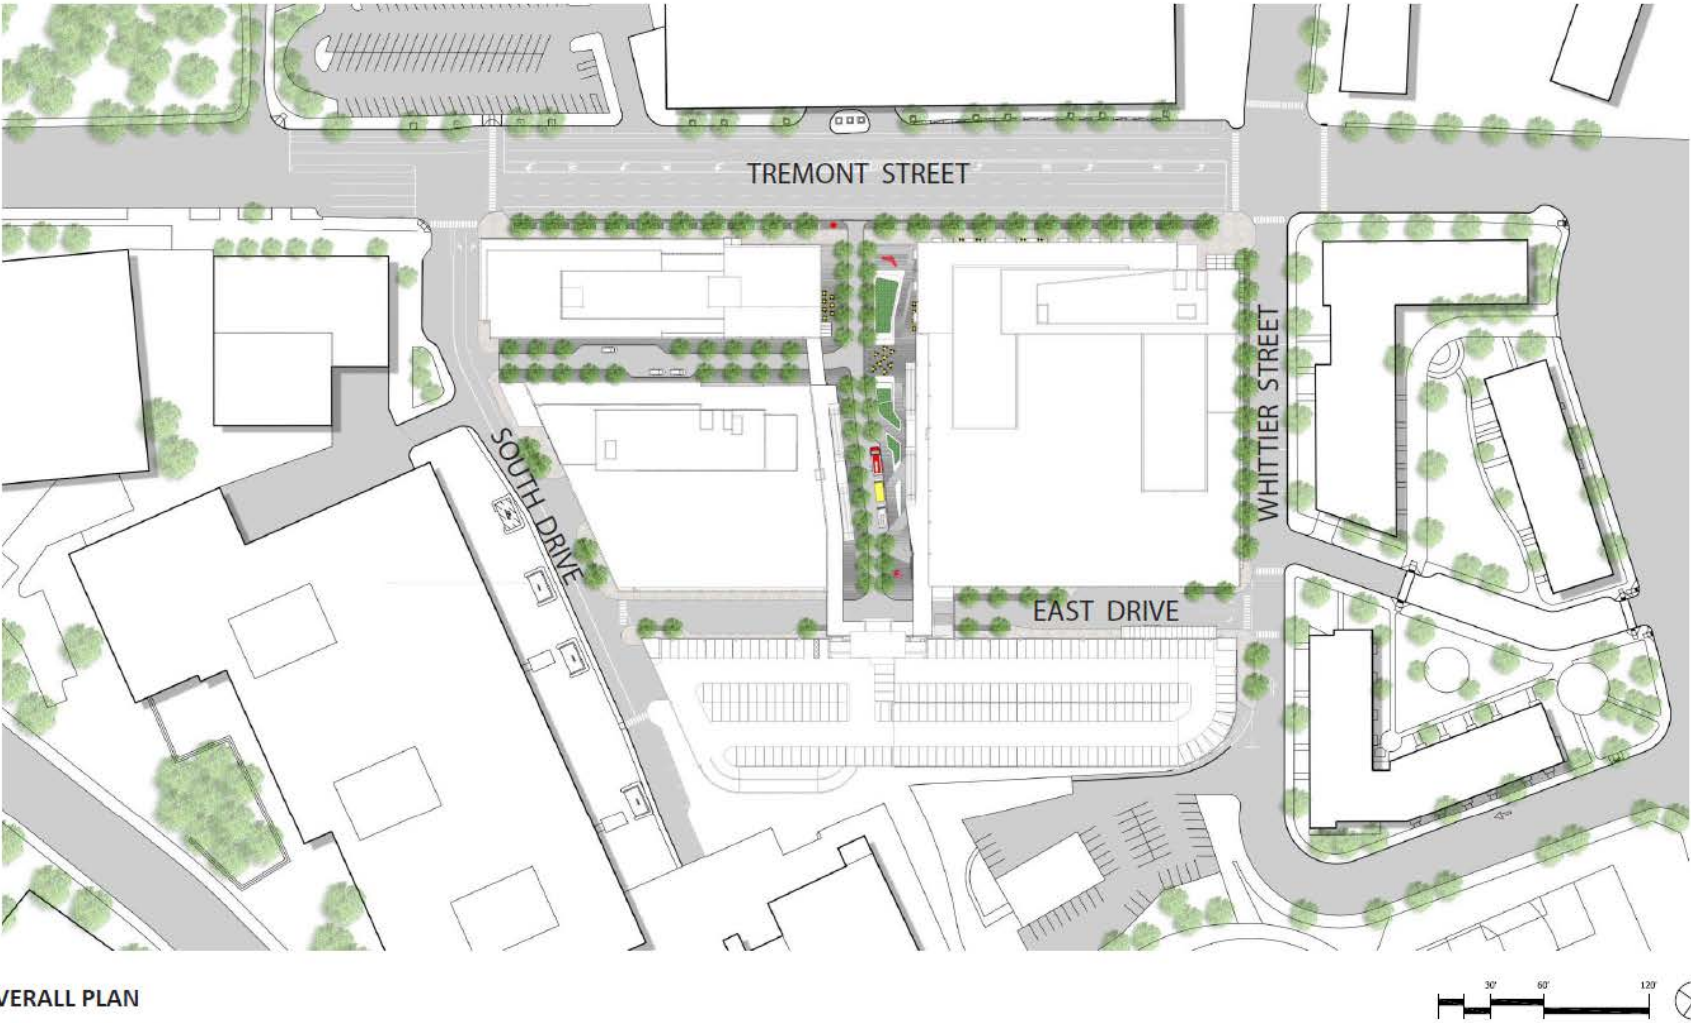 TREMONT STREET
WHITTIER STREET
SOUTH DRIVE
EAST DRIVE
VERALL PLAN
30' 60' 120'